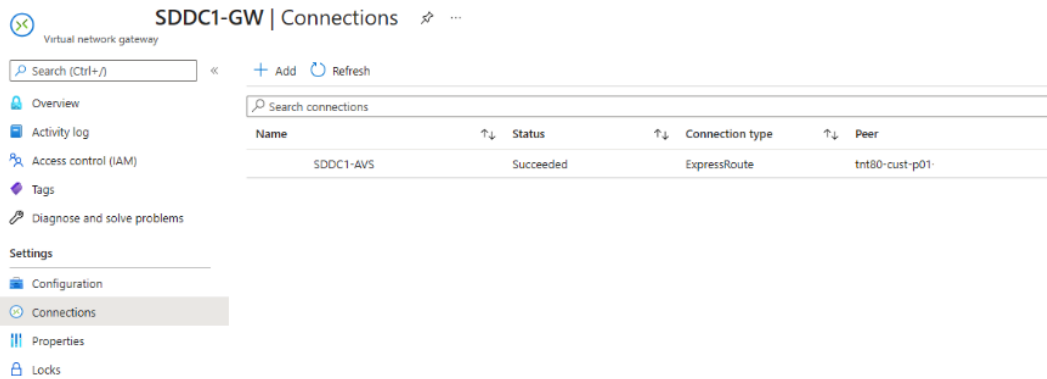 SDDC1-GW | Connections ...
Virtual network gateway
Search (Ctrl+/) «
Overview
Activity log
Access control (IAM)
Tags
Diagnose and solve problems
Settings
Configuration
Connections
Properties
Locks
+ Add Refresh
Search connections
Name ↑↓ Status ↑↓ Connection type ↑↓ Peer
SDDC1-AVS Succeeded ExpressRoute tnt80-cust-p01-